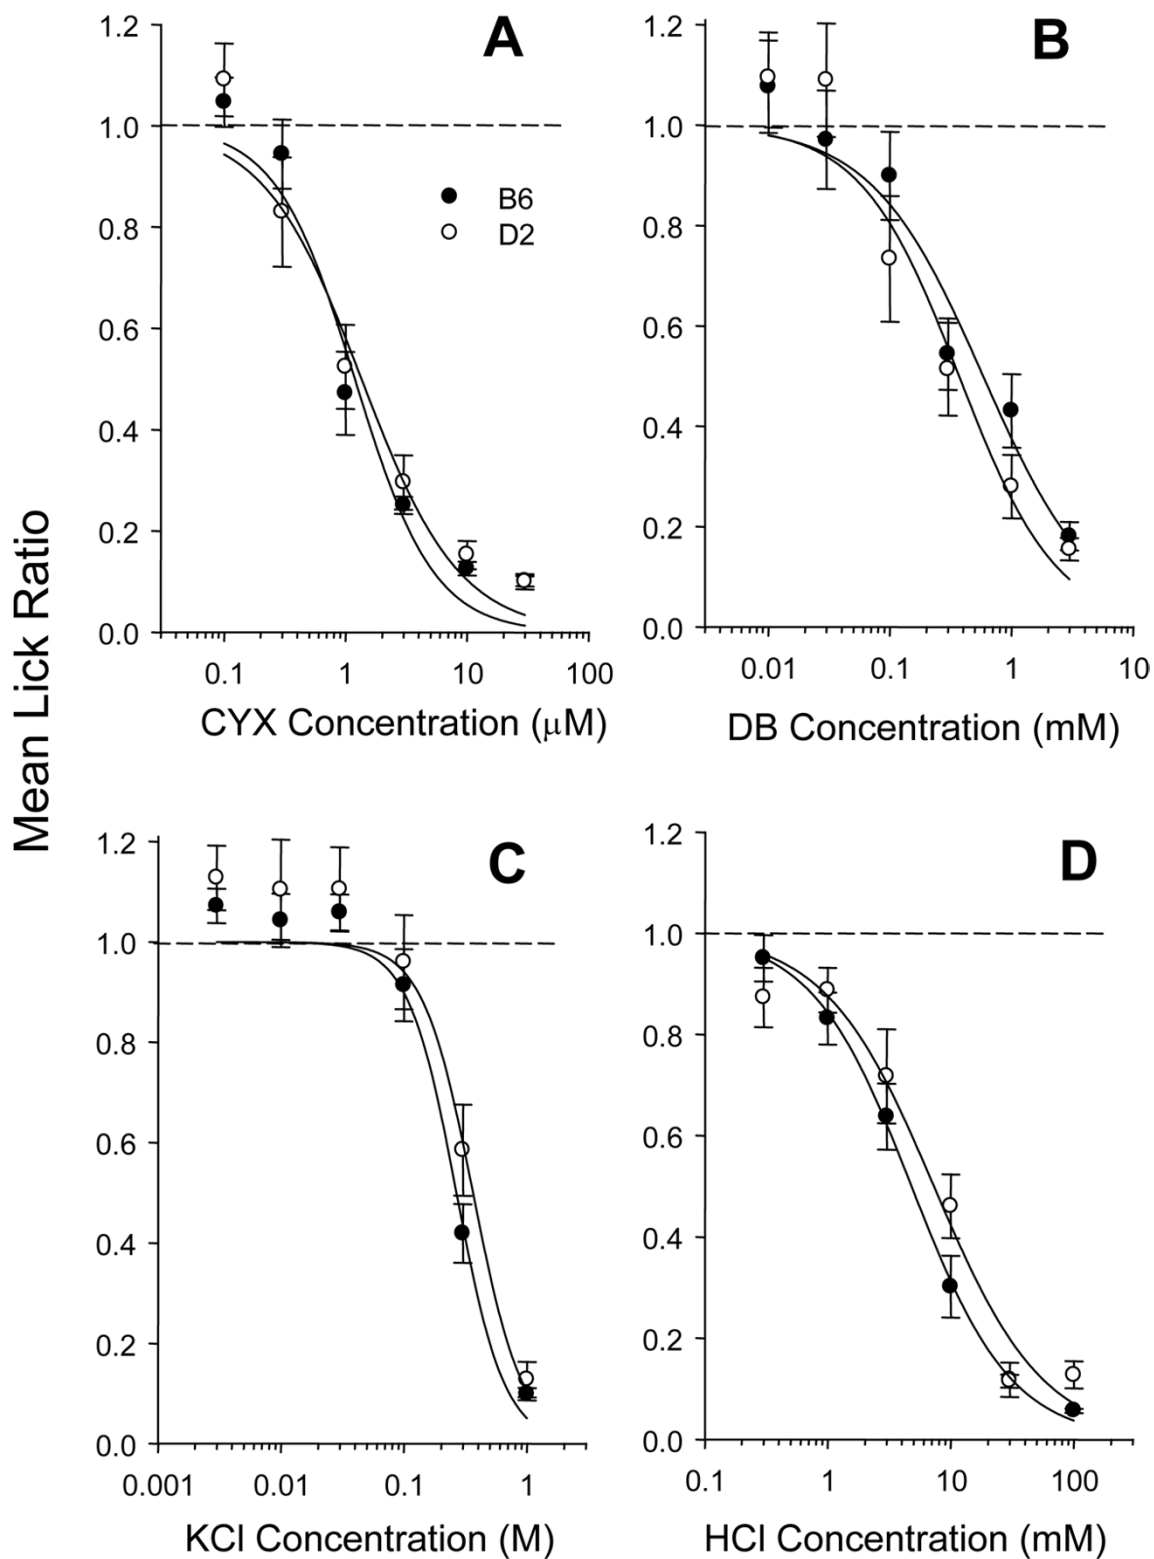 Mean Lick Ratio
A
1.2
1.0
0.8
0.6
0.4
0.2
0.0
B6
D2
0.1 1 10 100
CYX Concentration (μM)
B
1.2
1.0
0.8
0.6
0.4
0.2
0.0
0.01 0.1 1 10
DB Concentration (mM)
C
1.2
1.0
0.8
0.6
0.4
0.2
0.0
0.001 0.01 0.1 1
KCl Concentration (M)
D
1.2
1.0
0.8
0.6
0.4
0.2
0.0
0.1 1 10 100
HCl Concentration (mM)